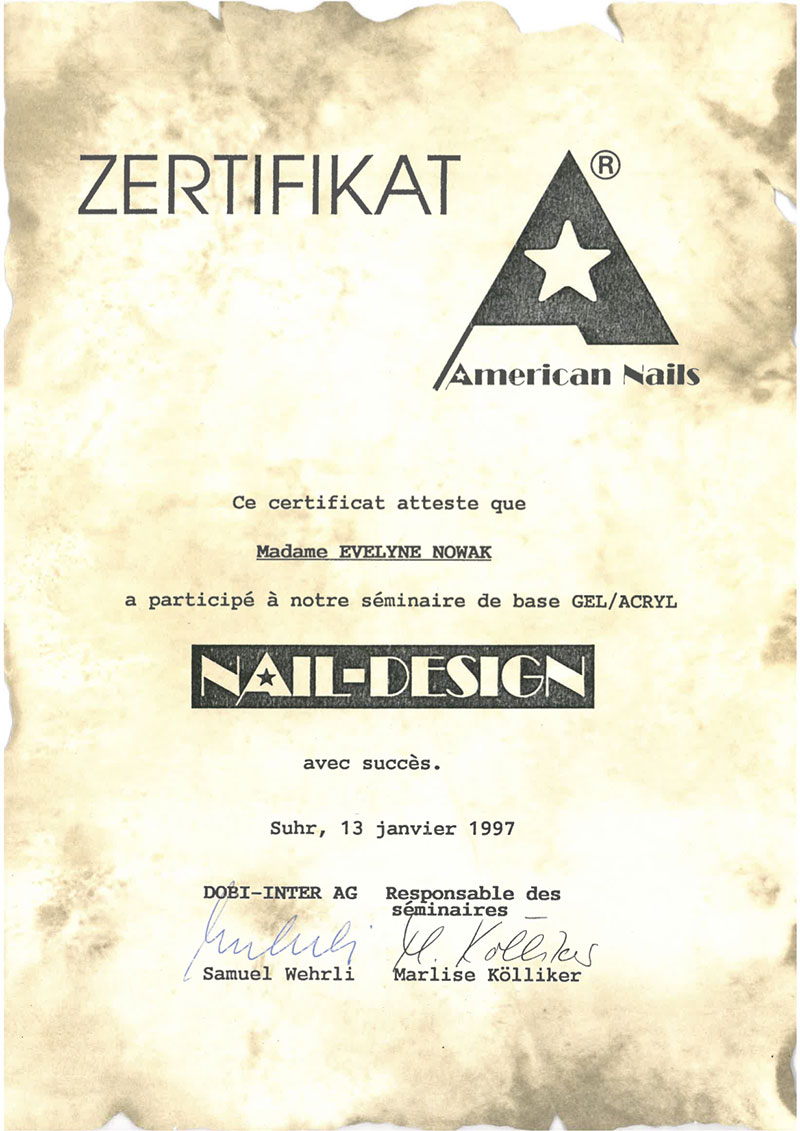 ZERTIFIKAT
®
American Nails
Ce certificat atteste que
Madame EVELYNE NOWAK
a participé à notre séminaire de base GEL/ACRYL
NAIL-DESIGN
avec succès.
Suhr, 13 janvier 1997
DOBI-INTER AG Responsable des
séminaires
M. Kölliker
Samuel Wehrli Marlise Kölliker